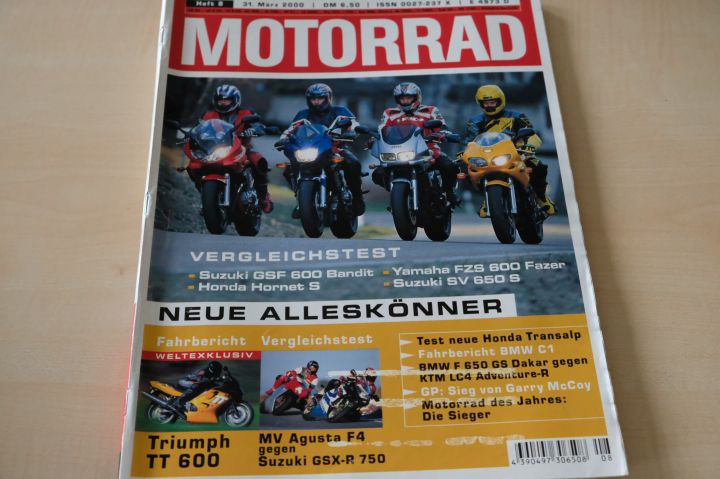 Heft 8 | 31. März 2000 | DM 6,50 | ISSN 0027-237 X | E 4973 D
MOTORRAD
VERGLEICHSTEST
Suzuki GSF 600 Bandit
Honda Hornet S
Yamaha FZS 600 Fazer
Suzuki SV 650 S
NEUE ALLESKÖNNER
Fahrbericht
WELTEXKLUSIV
Triumph
TT 600
Vergleichstest
MV Agusta F4
gegen
Suzuki GSX-R 750
Test neue Honda Transalp
Fahrbericht BMW C1
BMW F 650 GS Dakar gegen
KTM LC4 Adventure-R
GP: Sieg von Garry McCoy
Motorrad des Jahres:
Die Sieger
4 390497 306508 08